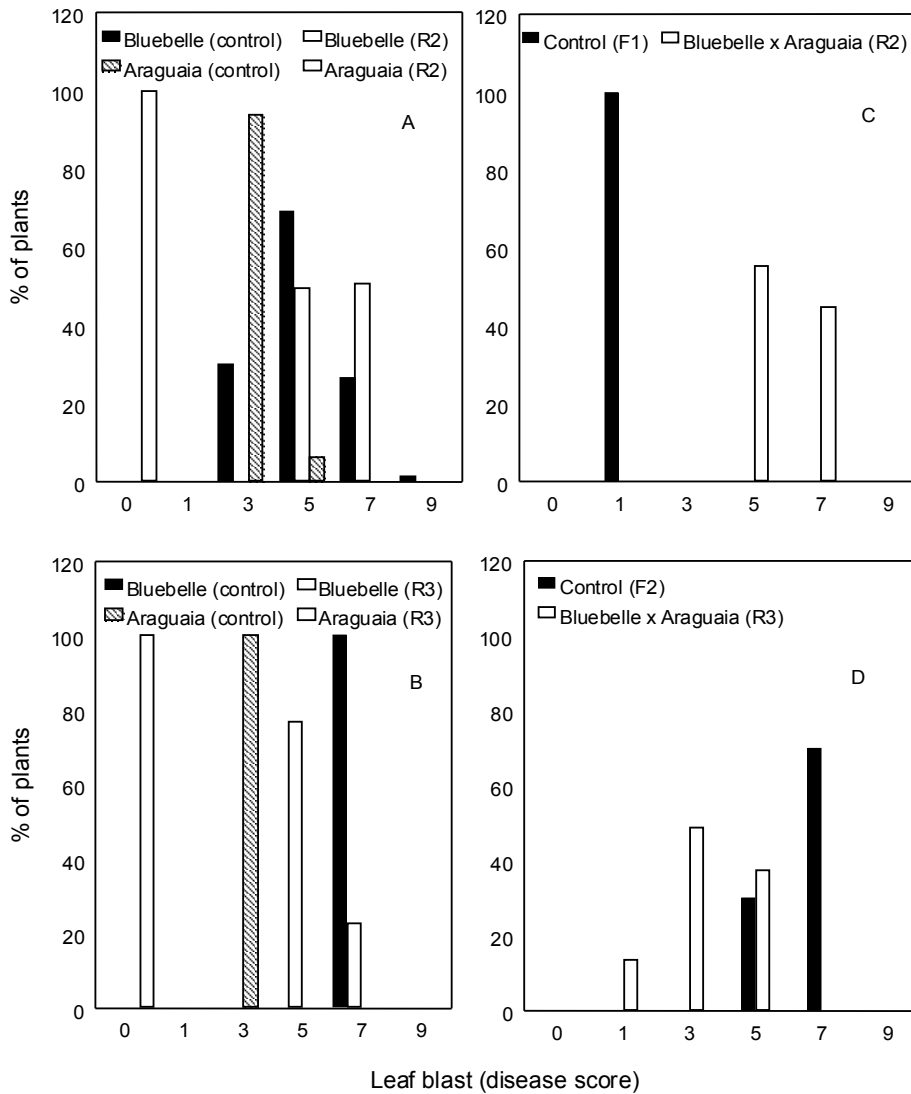 120
100
80
60
40
20
0
% of plants
Bluebelle (control) Bluebelle (R2)
Araguaia (control) Araguaia (R2)
A
0 1 3 5 7 9
120
100
80
60
40
20
0
Control (F1) Bluebelle x Araguaia (R2)
C
0 1 3 5 7 9
120
100
80
60
40
20
0
% of plants
Bluebelle (control) Bluebelle (R3)
Araguaia (control) Araguaia (R3)
B
0 1 3 5 7 9
120
100
80
60
40
20
0
Control (F2)
Bluebelle x Araguaia (R3)
D
0 1 3 5 7 9
Leaf blast (disease score)